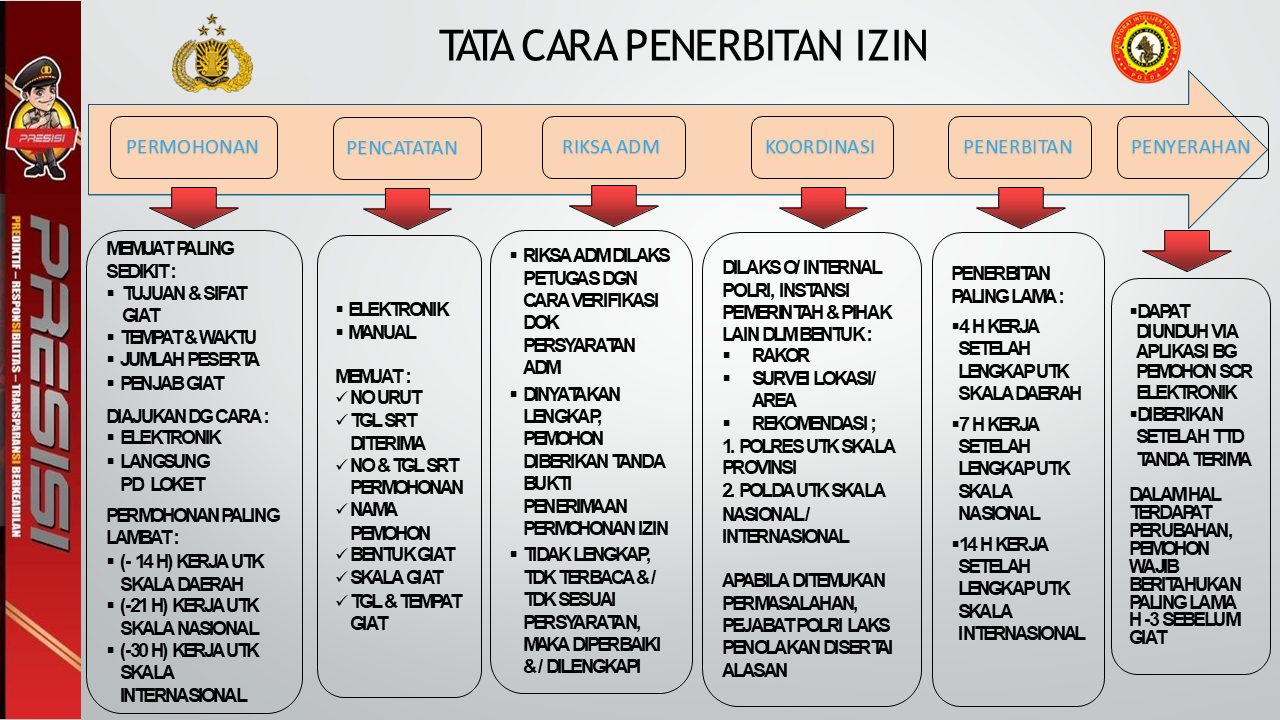 TATA CARA PENERBITAN IZIN
DIREKTORAT INTELIJEN KEAMANAN
POLDA
PRESISI
PRESISI
PREDIKTIF – RESPONSIBILITAS – TRANSPARANSI BERKEADILAN
PERMOHONAN
PENCATATAN
RIKSA ADM
KOORDINASI
PENERBITAN
PENYERAHAN
MEMUAT PALING
SEDIKIT :
▪ TUJUAN & SIFAT
GIAT
▪ TEMPAT & WAKTU
▪ JUMLAH PESERTA
▪ PENJAB GIAT
DIAJUKAN DG CARA :
▪ ELEKTRONIK
▪ LANGSUNG
PD LOKET
PERMOHONAN PALING
LAMBAT :
▪ (- 14 H) KERJA UTK
SKALA DAERAH
▪ (-21 H) KERJA UTK
SKALA NASIONAL
▪ (-30 H) KERJA UTK
SKALA
INTERNASIONAL
▪ ELEKTRONIK
▪ MANUAL
MEMUAT :
✓ NO URUT
✓ TGL SRT
DITERIMA
✓ NO & TGL SRT
PERMOHONAN
✓ NAMA
PEMOHON
✓ BENTUK GIAT
✓ SKALA GIAT
✓ TGL & TEMPAT
GIAT
▪ RIKSA ADM DILAKS
PETUGAS DGN
CARA VERIFIKASI
DOK
PERSYARATAN
ADM
▪ DINYATAKAN
LENGKAP,
PEMOHON
DIBERIKAN TANDA
BUKTI
PENERIMAAN
PERMOHONAN IZIN
▪ TIDAK LENGKAP,
TDK TERBACA & /
TDK SESUAI
PERSYARATAN,
MAKA DIPERBAIKI
& / DILENGKAPI
DILAKS O/ INTERNAL
POLRI, INSTANSI
PEMERINTAH & PIHAK
LAIN DLM BENTUK :
▪ RAKOR
▪ SURVEI LOKASI/
AREA
▪ REKOMENDASI ;
1. POLRES UTK SKALA
PROVINSI
2. POLDA UTK SKALA
NASIONAL /
INTERNASIONAL
APABILA DITEMUKAN
PERMASALAHAN,
PEJABAT POLRI LAKS
PENOLAKAN DISERTAI
ALASAN
PENERBITAN
PALING LAMA :
▪4 H KERJA
SETELAH
LENGKAP UTK
SKALA DAERAH
▪7 H KERJA
SETELAH
LENGKAP UTK
SKALA
NASIONAL
▪14 H KERJA
SETELAH
LENGKAP UTK
SKALA
INTERNASIONAL
▪DAPAT
DIUNDUH VIA
APLIKASI BG
PEMOHON SCR
ELEKTRONIK
▪DIBERIKAN
SETELAH TTD
TANDA TERIMA
DALAM HAL
TERDAPAT
PERUBAHAN,
PEMOHON
WAJIB
BERITAHUKAN
PALING LAMA
H -3 SEBELUM
GIAT